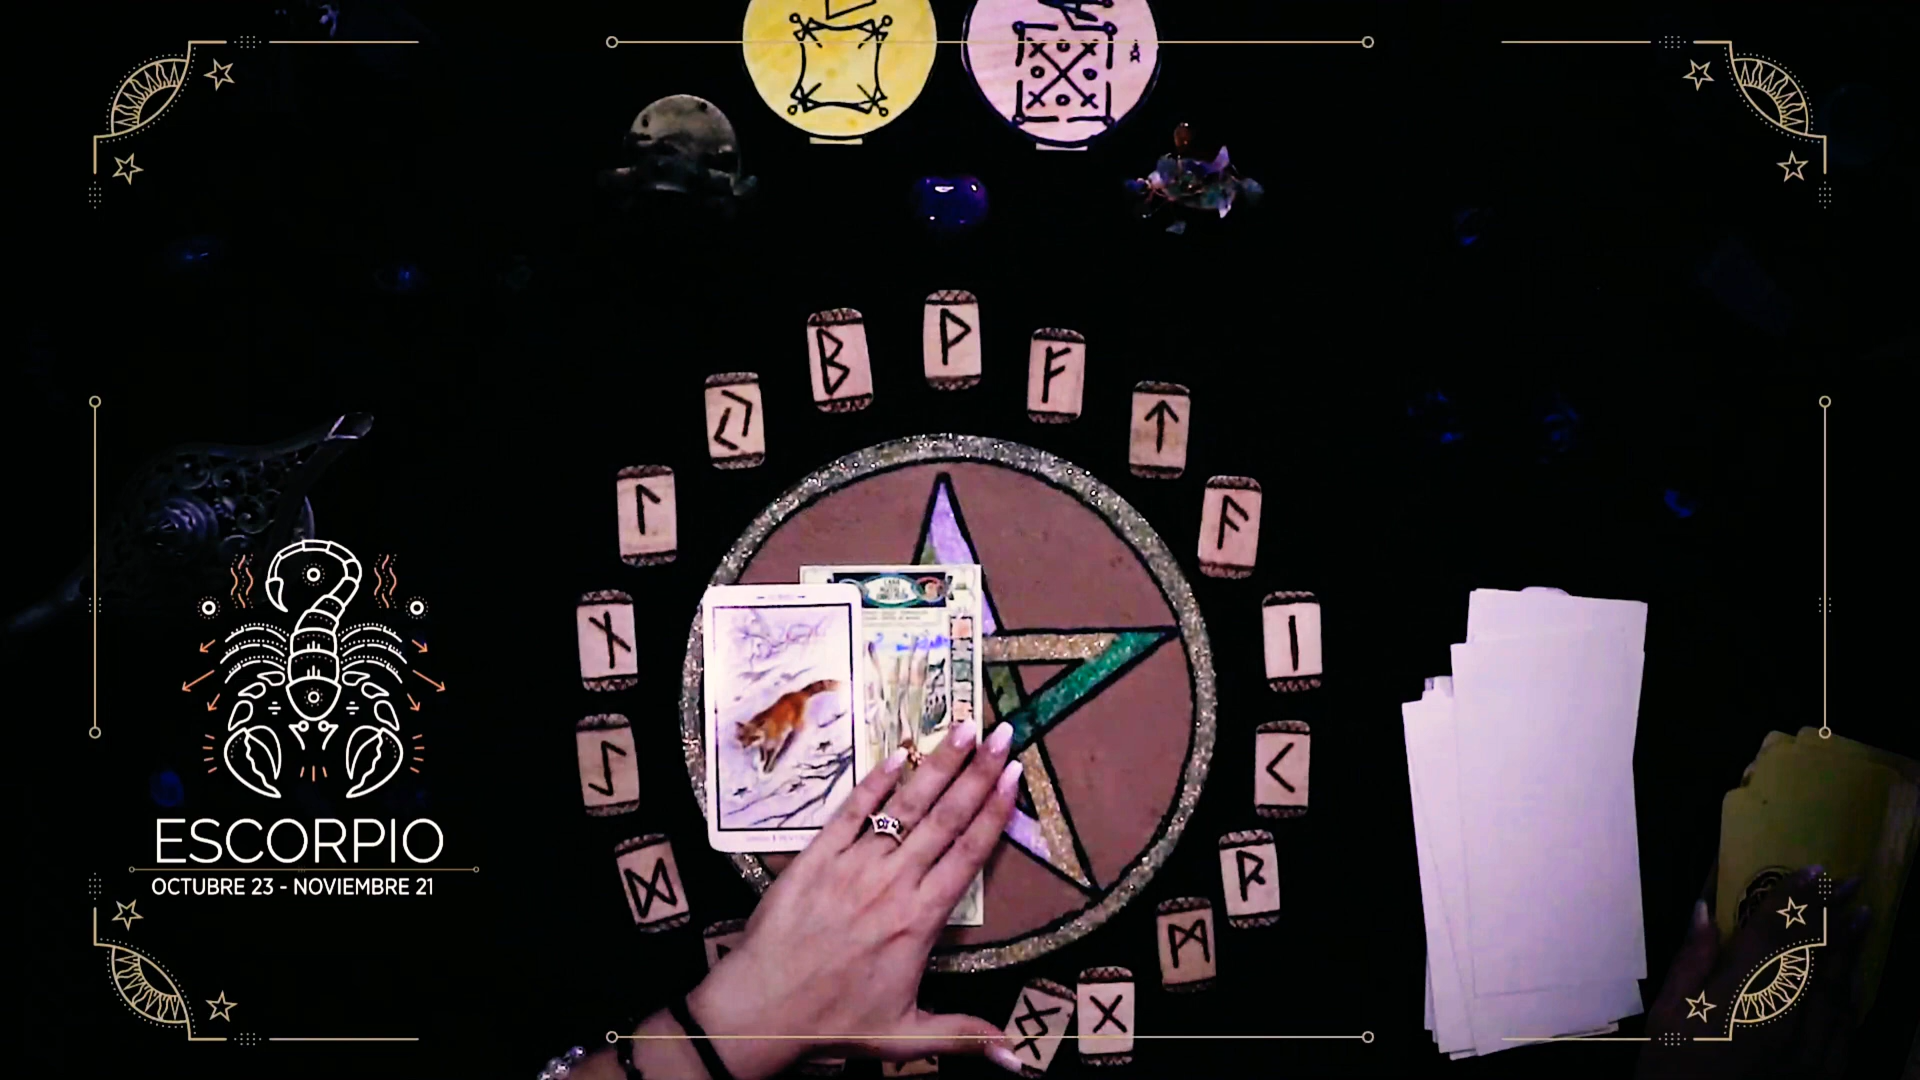 ᛒ
ᚹ
ᚠ
ᛏ
ᚨ
ᛚ
ᛃ
ᚾ
ᛁ
ᛊ
ᚲ
ᛞ
ᚱ
ᛗ
ᛟ
ᚷ
ESCORPIO
OCTUBRE 23 - NOVIEMBRE 21